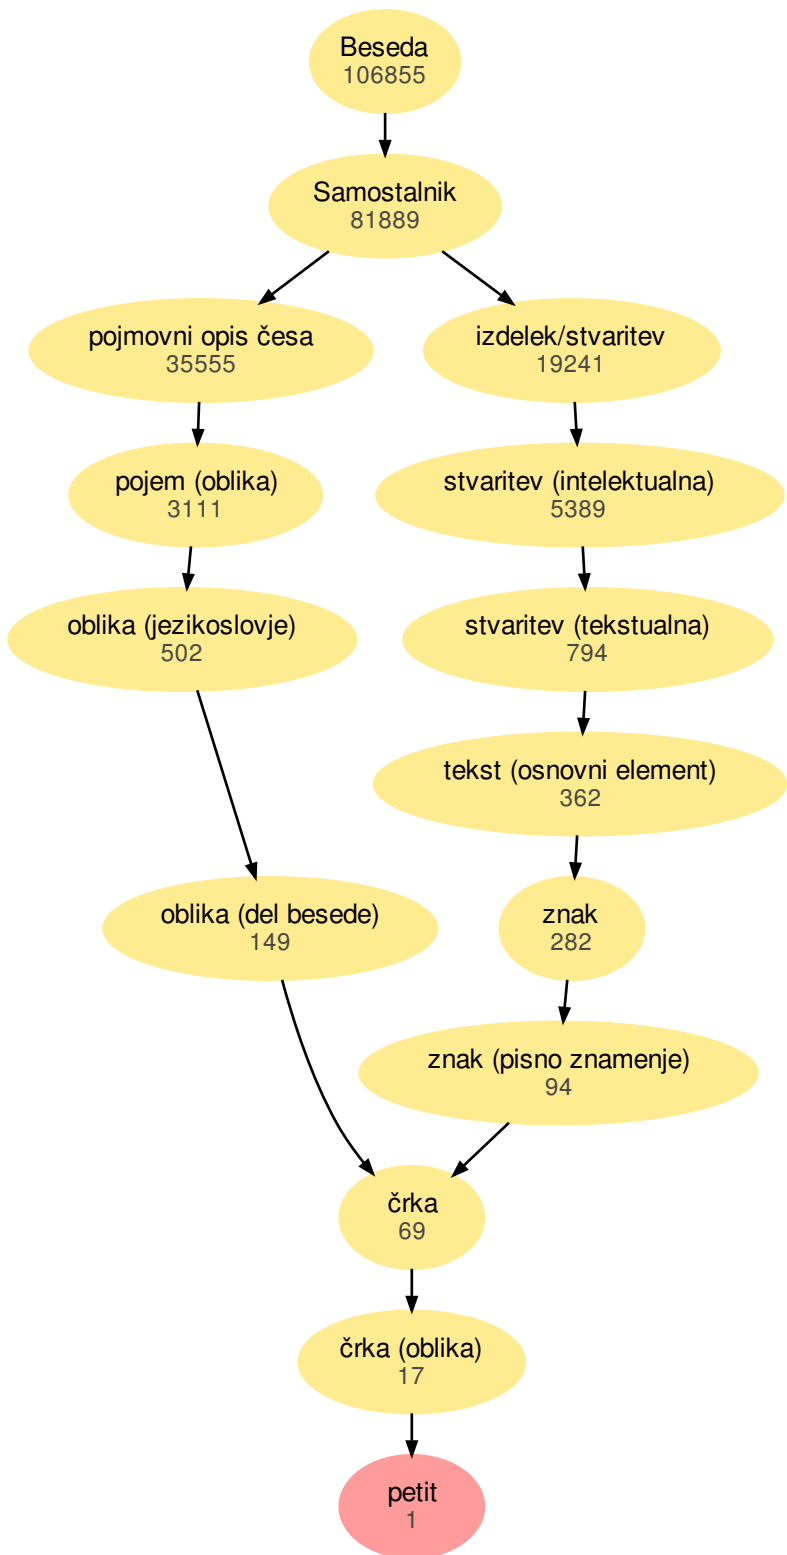 Beseda
106855
Samostalnik
81889
pojmovni opis česa
35555
izdelek/stvaritev
19241
pojem (oblika)
3111
stvaritev (intelektualna)
5389
oblika (jezikoslovje)
502
stvaritev (tekstualna)
794
tekst (osnovni element)
362
oblika (del besede)
149
znak
282
znak (pisno znamenje)
94
črka
69
črka (oblika)
17
petit
1